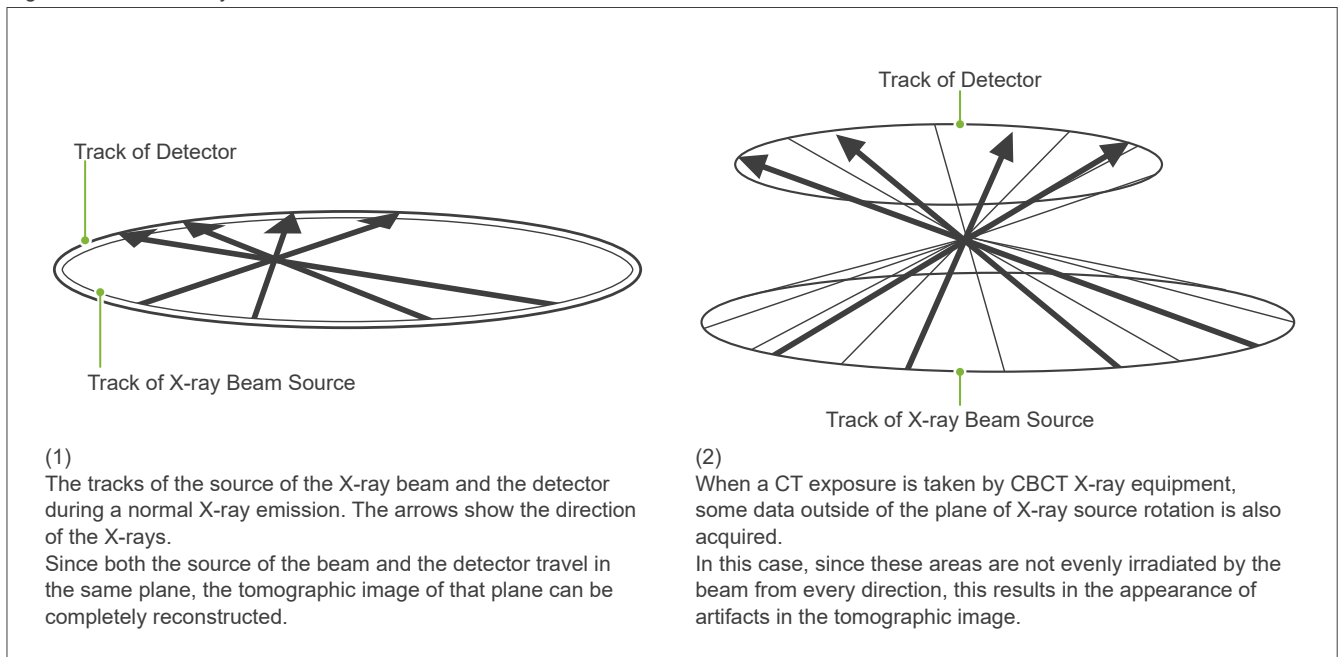 Track of Detector
Track of X-ray Beam Source
(1)
The tracks of the source of the X-ray beam and the detector
during a normal X-ray emission. The arrows show the direction
of the X-rays.
Since both the source of the beam and the detector travel in
the same plane, the tomographic image of that plane can be
completely reconstructed.
Track of Detector
Track of X-ray Beam Source
(2)
When a CT exposure is taken by CBCT X-ray equipment,
some data outside of the plane of X-ray source rotation is also
acquired.
In this case, since these areas are not evenly irradiated by the
beam from every direction, this results in the appearance of
artifacts in the tomographic image.